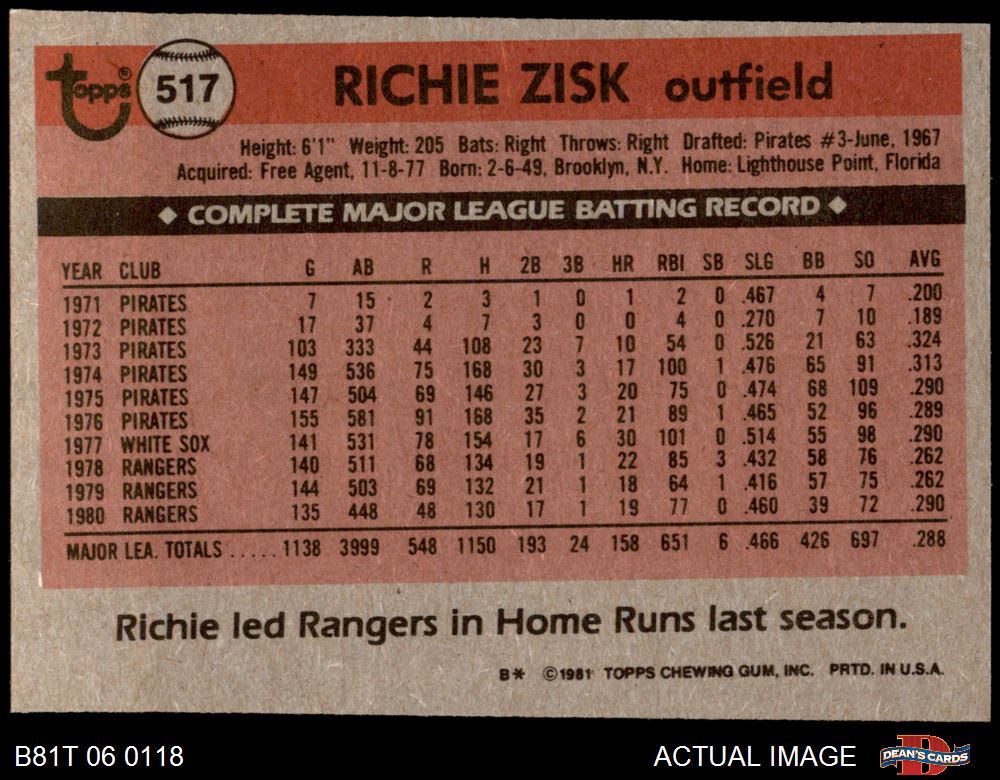 topps® 517 RICHIE ZISK outfield
Height: 6'1" Weight: 205 Bats: Right Throws: Right Drafted: Pirates #3-June, 1967
Acquired: Free Agent, 11-8-77 Born: 2-6-49, Brooklyn, N.Y. Home: Lighthouse Point, Florida
◆ COMPLETE MAJOR LEAGUE BATTING RECORD ◆
YEAR CLUB G AB R H 2B 3B HR RBI SB SLG BB SO AVG
1971 PIRATES 7 15 2 3 1 0 1 2 0 .467 4 7 .200
1972 PIRATES 17 37 4 7 3 0 0 4 0 .270 7 10 .189
1973 PIRATES 103 333 44 108 23 7 10 54 0 .526 21 63 .324
1974 PIRATES 149 536 75 168 30 3 17 100 1 .476 65 91 .313
1975 PIRATES 147 504 69 146 27 3 20 75 0 .474 68 109 .290
1976 PIRATES 155 581 91 168 35 2 21 89 1 .465 52 96 .289
1977 WHITE SOX 141 531 78 154 17 6 30 101 0 .514 55 98 .290
1978 RANGERS 140 511 68 134 19 1 22 85 3 .432 58 76 .262
1979 RANGERS 144 503 69 132 21 1 18 64 1 .416 57 75 .262
1980 RANGERS 135 448 48 130 17 1 19 77 0 .460 39 72 .290
MAJOR LEA. TOTALS ..... 1138 3999 548 1150 193 24 158 651 6 .466 426 697 .288
Richie led Rangers in Home Runs last season.
B* ©1981 TOPPS CHEWING GUM, INC. PRTD. IN U.S.A.
B81T 06 0118 ACTUAL IMAGE DEAN'S CARDS